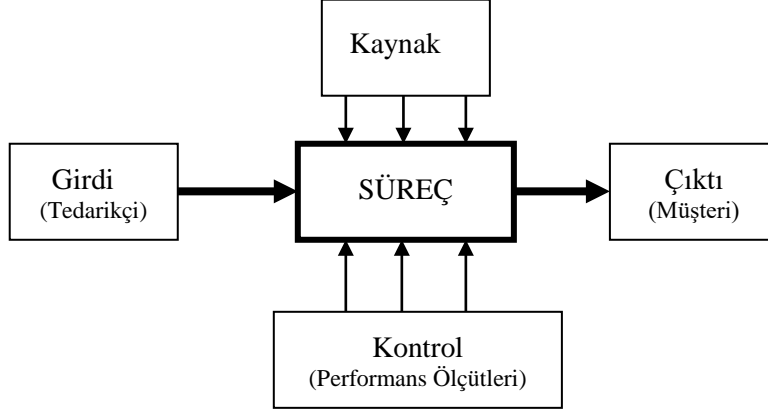 Kaynak
Girdi
(Tedarikçi)
SÜREÇ
Çıktı
(Müşteri)
Kontrol
(Performans Ölçütleri)